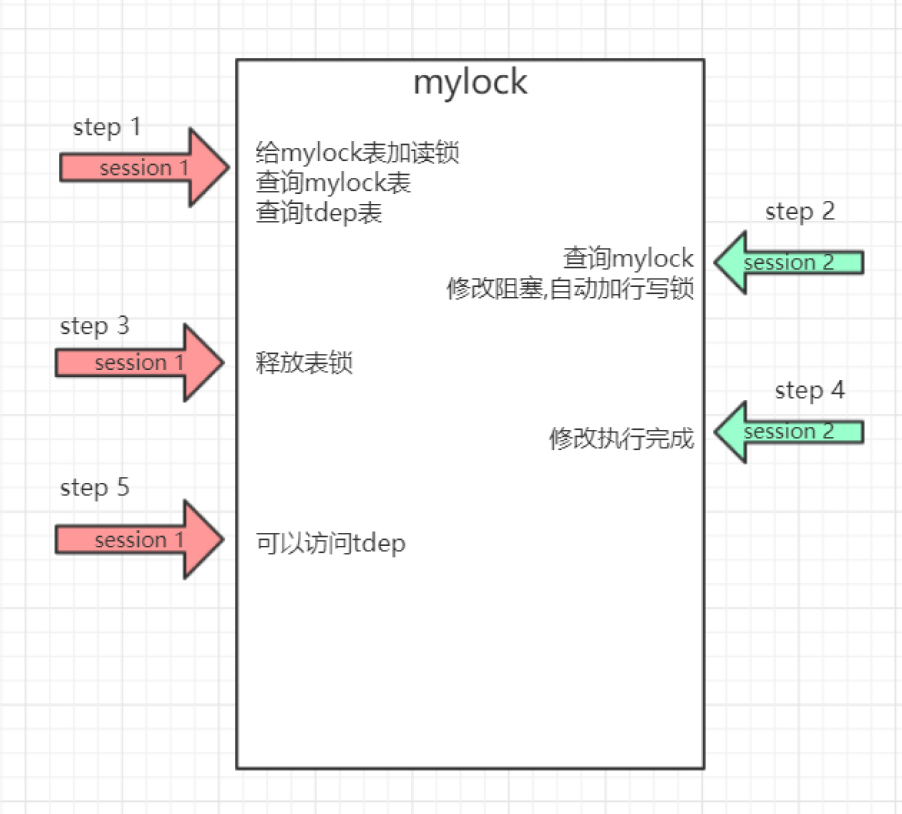 mylock
step 1
session 1
给mylock表加读锁
查询mylock表
查询tdep表
step 2
session 2
查询mylock
修改阻塞,自动加行写锁
step 3
session 1
释放表锁
step 4
session 2
修改执行完成
step 5
session 1
可以访问tdep